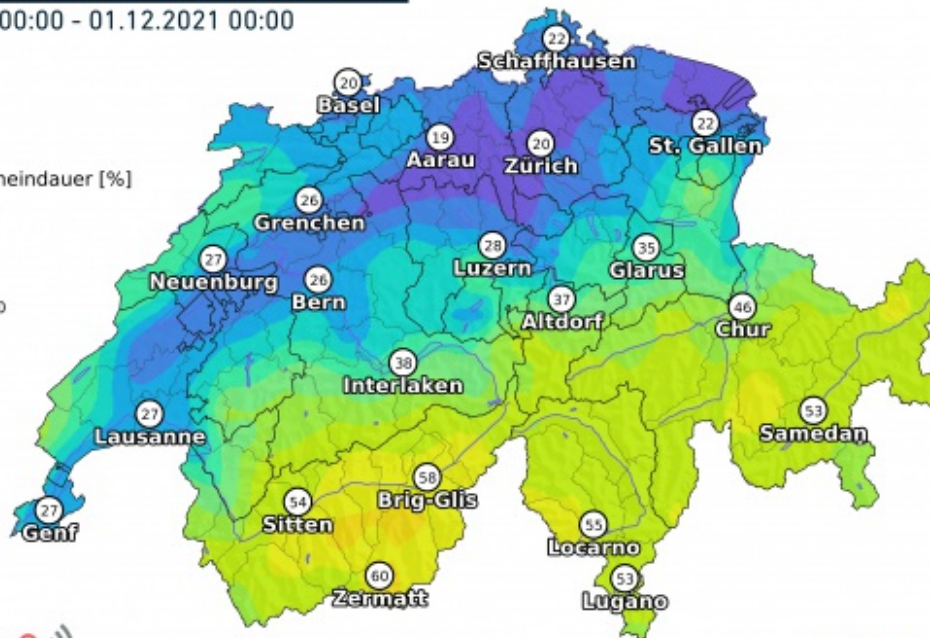 00:00 - 01.12.2021 00:00
22
Schaffhausen
20
Basel
22
St. Gallen
19
Aarau
20
Zürich
neindauer [%]
26
Grenchen
28
Luzern
35
Glarus
27
Neuenburg
26
Bern
37
Altdorf
46
Chur
38
Interlaken
53
Samedan
27
Lausanne
58
Brig-Glis
54
Sitten
27
Genf
55
Locarno
60
Zermatt
53
Lugano